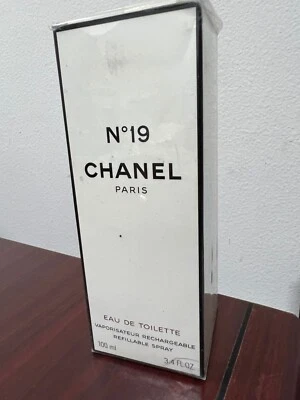 N°19
CHANEL
PARIS
EAU DE TOILETTE
VAPORISATEUR RECHARGEABLE
REFILLABLE SPRAY
100 ml 3.4 FL.OZ.